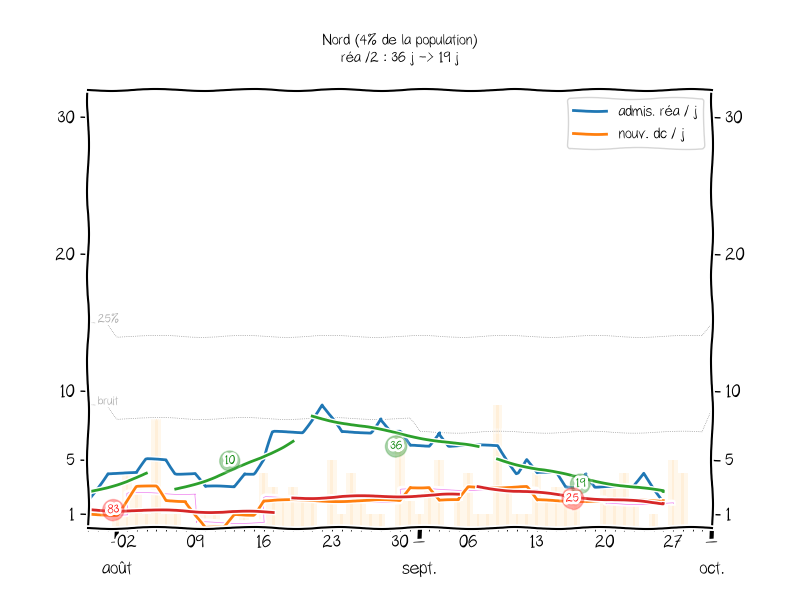 Nord (4% de la population)
réa /2 : 36 j -> 19 j
admis. réa / j
nouv. dc / j
30
30
20
20
25%
10
10
bruit
5
5
36
10
19
25
83
1
1
02 09 16 23 30 06 13 20 27
août sept. oct.